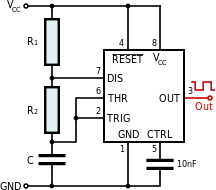 VCC
4 8
RESET VCC
R1
7 DIS
6 THR
OUT 3
Out
R2
2 TRIG
GND CTRL
1 5
C
10nF
GND